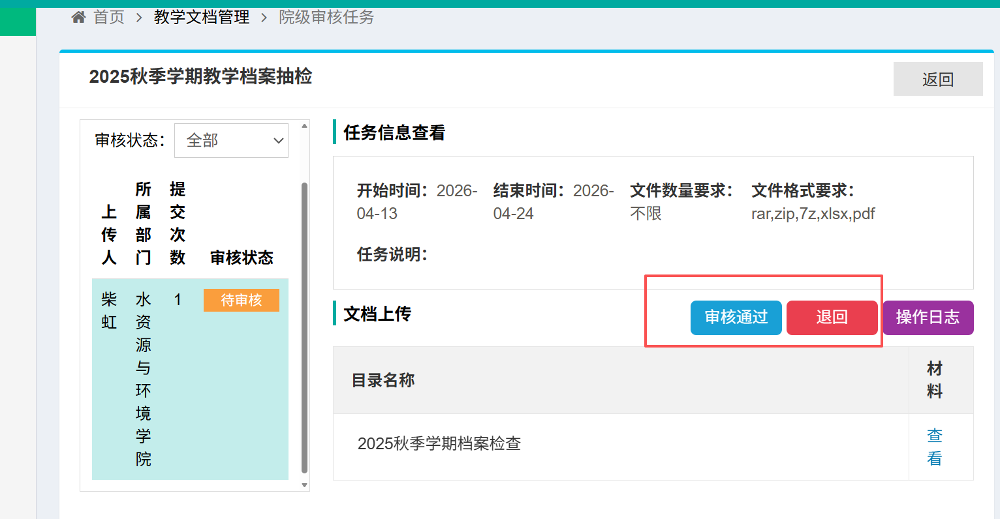 首页 > 教学文档管理 > 院级审核任务
2025秋季学期教学档案抽检
返回
审核状态：
全部
上传人
所属部门
提交次数
审核状态
柴虹
水资源与环境学院
1
待审核
任务信息查看
开始时间：2026-
04-13
结束时间：2026-
04-24
文件数量要求：
不限
文件格式要求：
rar,zip,7z,xlsx,pdf
任务说明：
文档上传
审核通过
退回
操作日志
目录名称
材料
2025秋季学期档案检查
查看